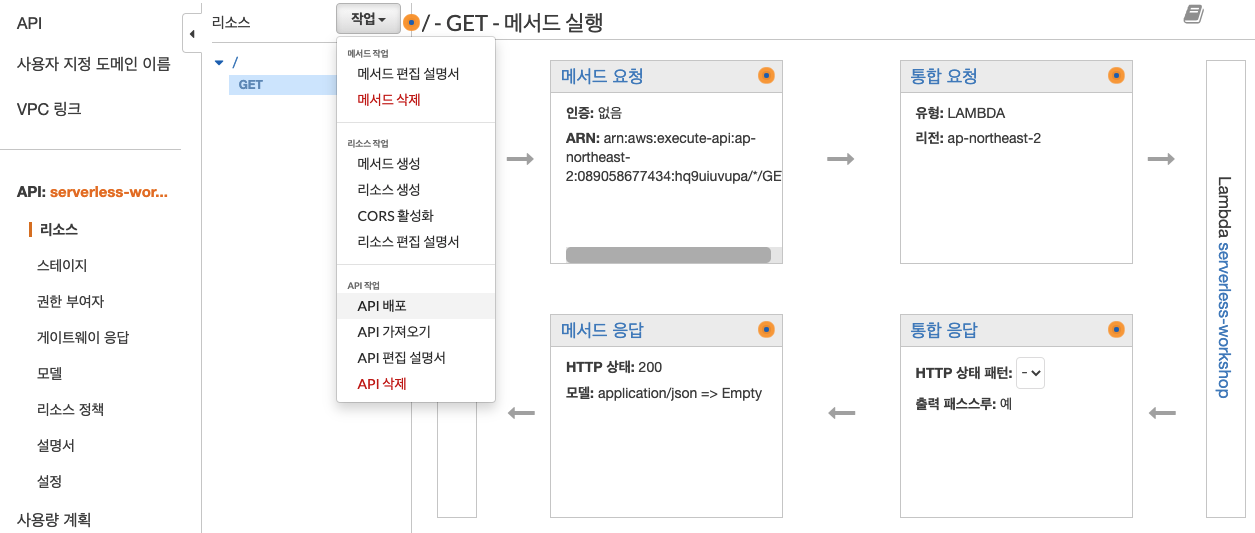 API
사용자 지정 도메인 이름
VPC 링크
API: serverless-wor...
리소스
스테이지
권한 부여자
게이트웨이 응답
모델
리소스 정책
설명서
설정
사용량 계획
리소스
작업
/ - GET - 메서드 실행
/
GET
메서드 작업
메서드 편집 설명서
메서드 삭제
리소스 작업
메서드 생성
리소스 생성
CORS 활성화
리소스 편집 설명서
API 작업
API 배포
API 가져오기
API 편집 설명서
API 삭제
메서드 요청
인증: 없음
ARN: arn:aws:execute-api:ap-
northeast-
2:089058677434:hq9uiuvupa/*/GE
통합 요청
유형: LAMBDA
리전: ap-northeast-2
메서드 응답
HTTP 상태: 200
모델: application/json => Empty
통합 응답
HTTP 상태 패턴: -
출력 패스스루: 예
Lambda serverless-workshop